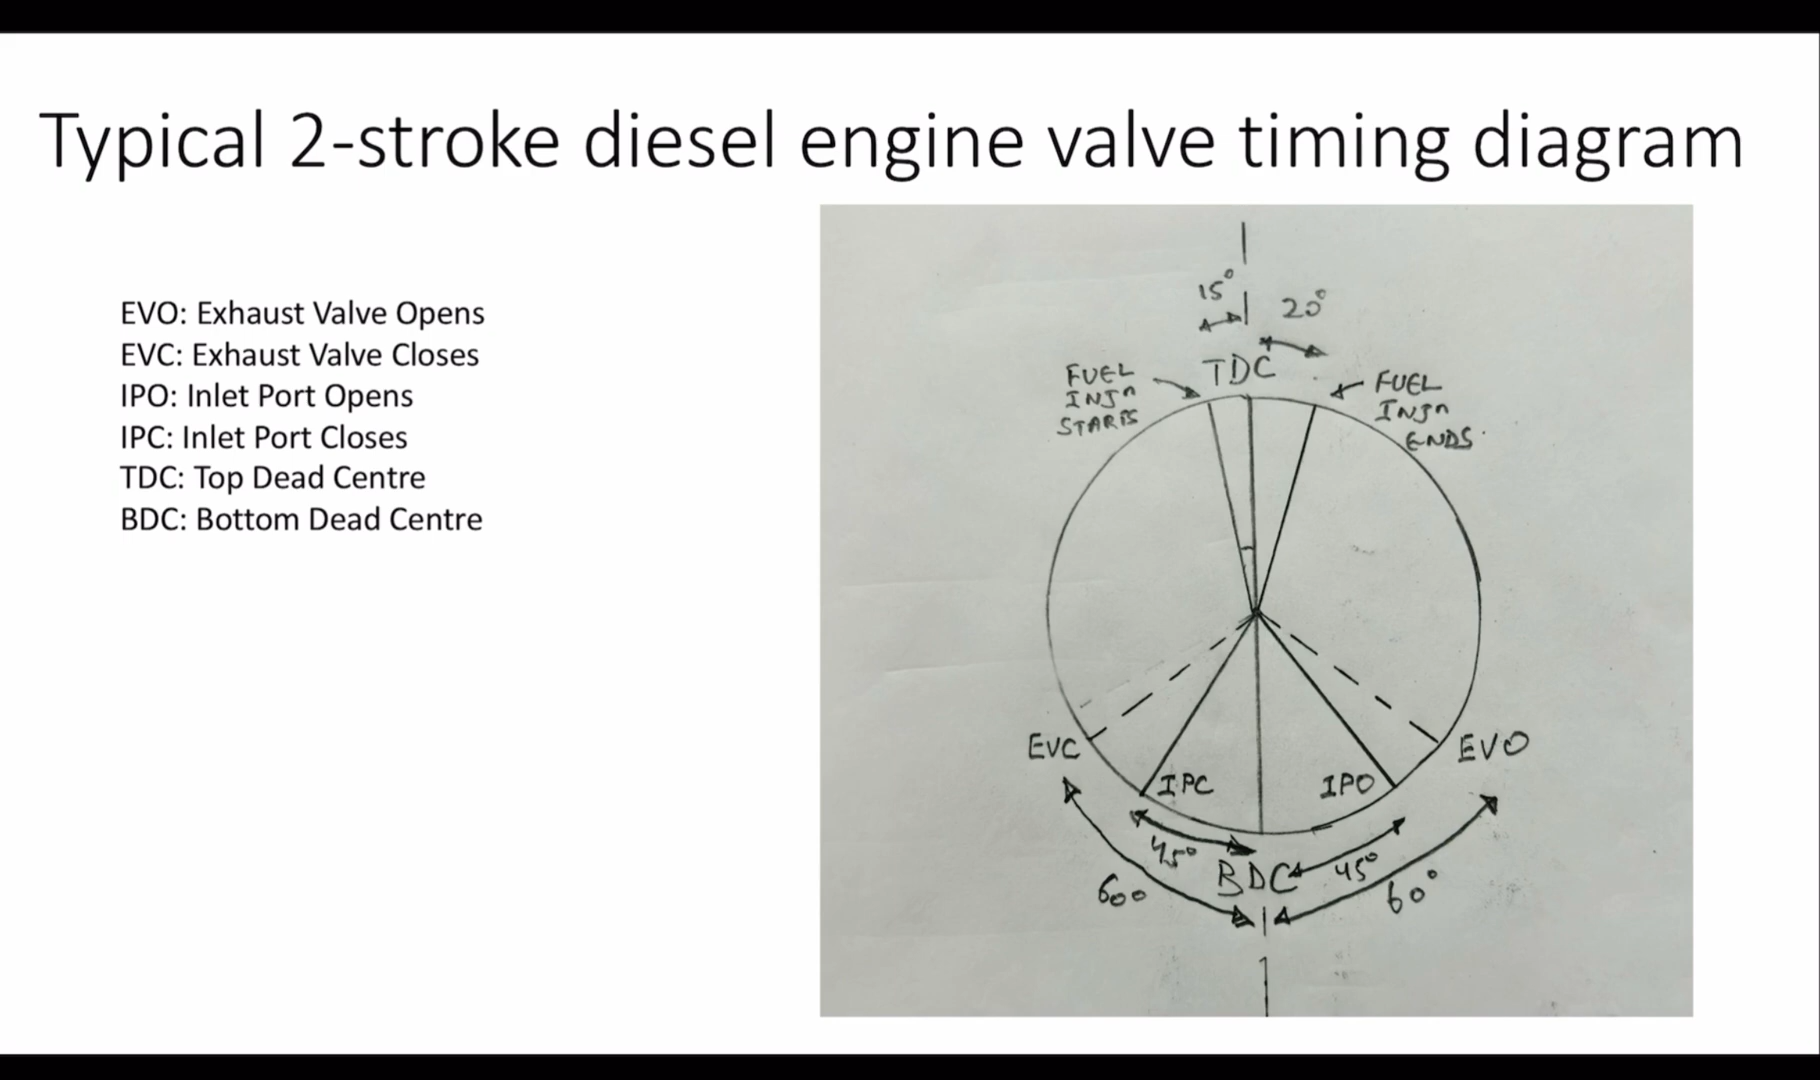 Typical 2-stroke diesel engine valve timing diagram
EVO: Exhaust Valve Opens
EVC: Exhaust Valve Closes
IPO: Inlet Port Opens
IPC: Inlet Port Closes
TDC: Top Dead Centre
BDC: Bottom Dead Centre
15°
20°
TDC
FUEL
INJn
STARTS
FUEL
INJn
ENDS
EVC
EVO
IPC
IPO
45°
BDC
45°
60°
60°